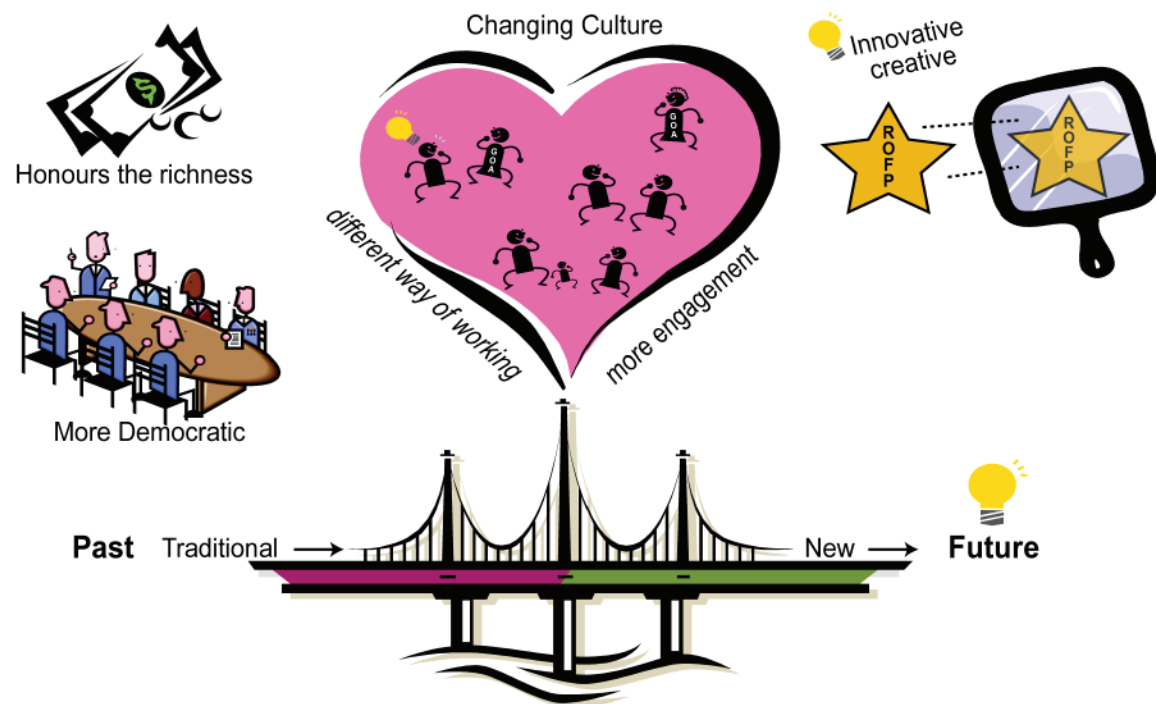 Changing Culture
Innovative
creative
Honours the richness
GOA
GOA
ROFP
ROFP
different way of working
more engagement
More Democratic
Past Traditional New Future